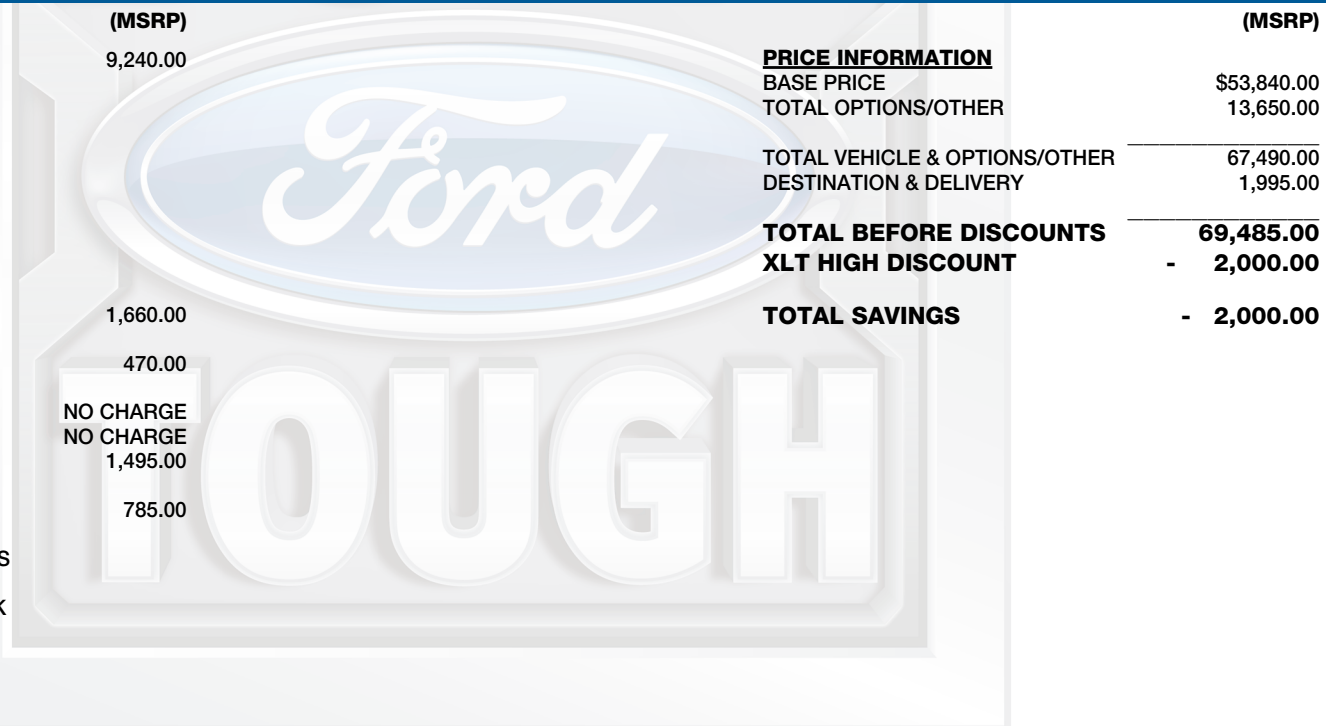 (MSRP)
9,240.00
1,660.00
470.00
NO CHARGE
NO CHARGE
1,495.00
785.00
S
K
Ford
TOUGH
(MSRP)
PRICE INFORMATION
BASE PRICE $53,840.00
TOTAL OPTIONS/OTHER 13,650.00
TOTAL VEHICLE & OPTIONS/OTHER 67,490.00
DESTINATION & DELIVERY 1,995.00
TOTAL BEFORE DISCOUNTS 69,485.00
XLT HIGH DISCOUNT - 2,000.00
TOTAL SAVINGS - 2,000.00